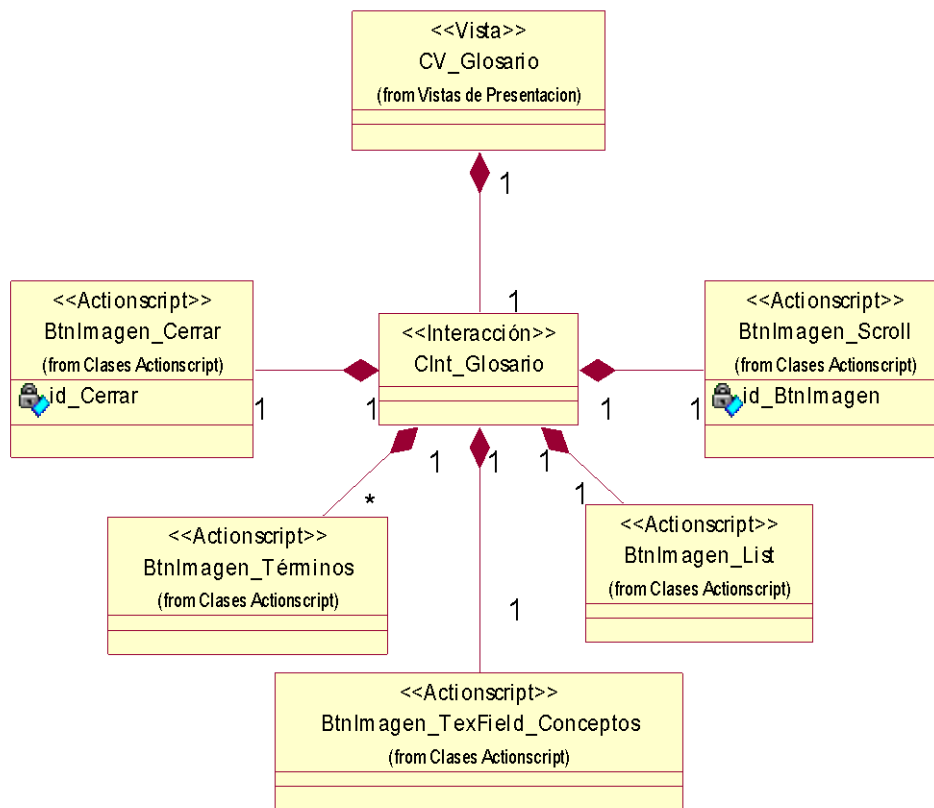 <<Vista>>
CV_Glosario
(from Vistas de Presentacion)
1
1
<<Actionscript>>
BtnImagen_Cerrar
(from Clases Actionscript)
id_Cerrar
1
1
<<Interacción>>
CInt_Glosario
1
1
<<Actionscript>>
BtnImagen_Scroll
(from Clases Actionscript)
id_BtnImagen
1
*
1
1
1
1
<<Actionscript>>
BtnImagen_Términos
(from Clases Actionscript)
<<Actionscript>>
BtnImagen_List
(from Clases Actionscript)
<<Actionscript>>
BtnImagen_TexField_Conceptos
(from Clases Actionscript)